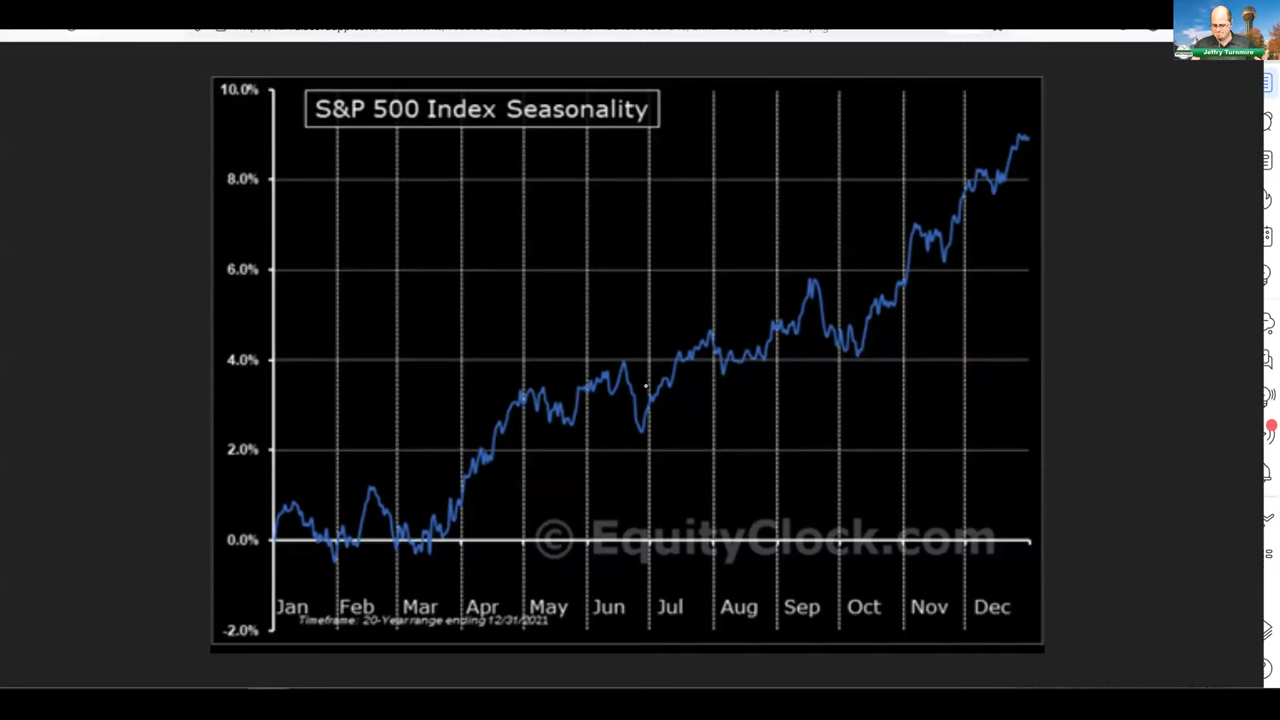 Jeffry Turnmire
10.0%
S&P 500 Index Seasonality
8.0%
6.0%
4.0%
2.0%
0.0%
© EquityClock.com
Jan Feb Mar Apr May Jun Jul Aug Sep Oct Nov Dec
Timeframe: 20-Year range ending 12/31/2021
-2.0%